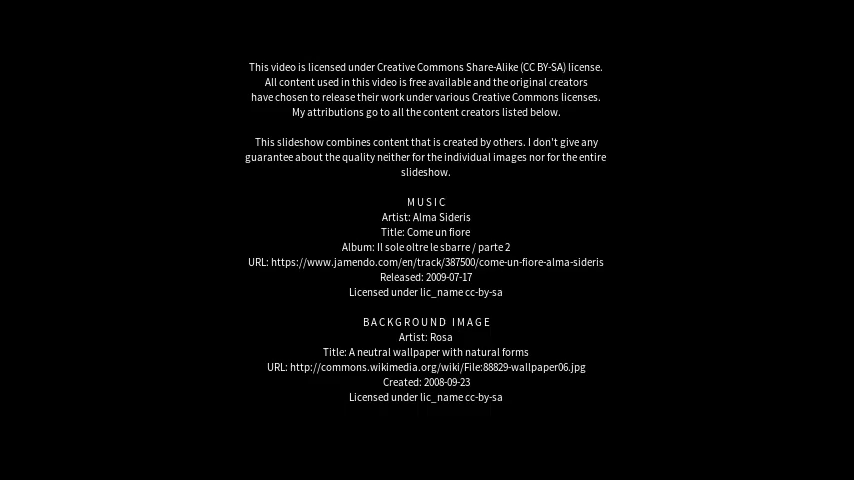 This video is licensed under Creative Commons Share-Alike (CC BY-SA) license.
All content used in this video is free available and the original creators
have chosen to release their work under various Creative Commons licenses.
My attributions go to all the content creators listed below.
This slideshow combines content that is created by others. I don't give any
guarantee about the quality neither for the individual images nor for the entire
slideshow.
MUSIC
Artist: Alma Sideris
Title: Come un fiore
Album: Il sole oltre le sbarre / parte 2
URL: https://www.jamendo.com/en/track/387500/come-un-fiore-alma-sideris
Released: 2009-07-17
Licensed under lic_name cc-by-sa
BACKGROUND IMAGE
Artist: Rosa
Title: A neutral wallpaper with natural forms
URL: http://commons.wikimedia.org/wiki/File:88829-wallpaper06.jpg
Created: 2008-09-23
Licensed under lic_name cc-by-sa